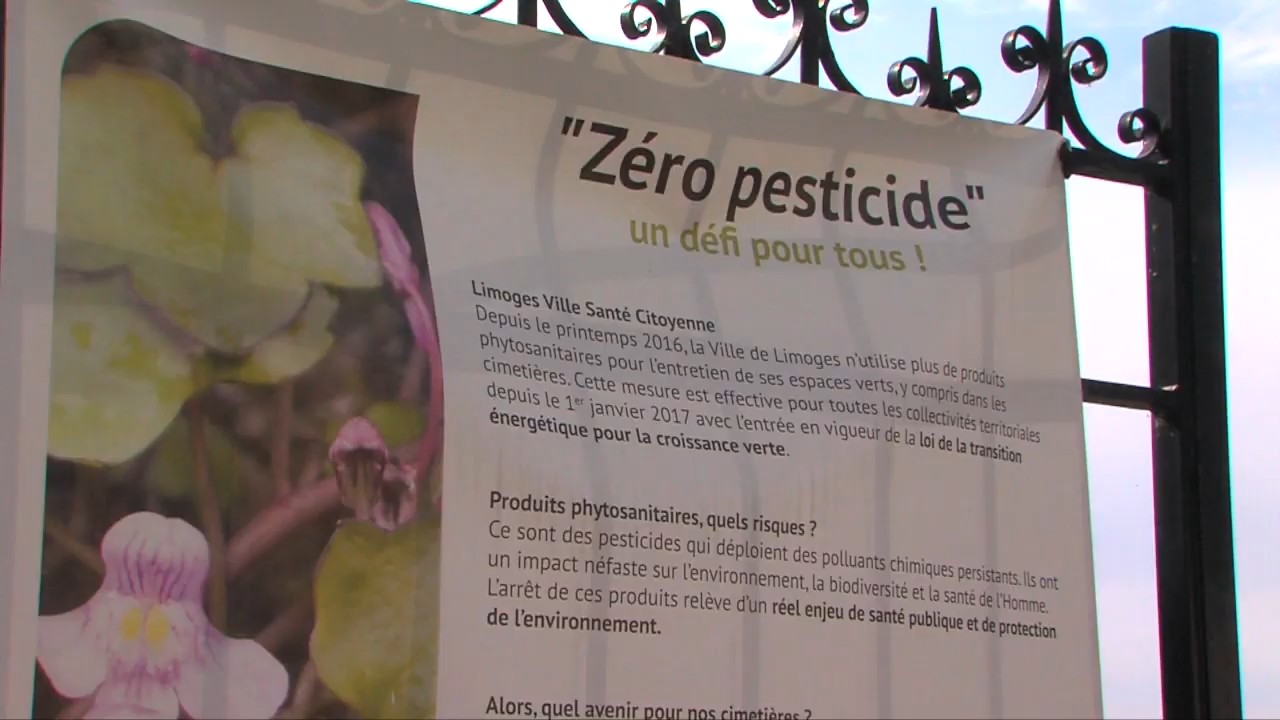 "Zéro pesticide"
un défi pour tous !
Limoges Ville Santé Citoyenne
Depuis le printemps 2016, la Ville de Limoges n'utilise plus de produits
phytosanitaires pour l'entretien de ses espaces verts, y compris dans les
cimetières. Cette mesure est effective pour toutes les collectivités territoriales
depuis le 1er janvier 2017 avec l'entrée en vigueur de la loi de la transition
énergétique pour la croissance verte.
Produits phytosanitaires, quels risques ?
Ce sont des pesticides qui déploient des polluants chimiques persistants. Ils ont
un impact néfaste sur l'environnement, la biodiversité et la santé de l'Homme.
L'arrêt de ces produits relève d'un réel enjeu de santé publique et de protection
de l'environnement.
Alors, quel avenir pour nos cimetières ?